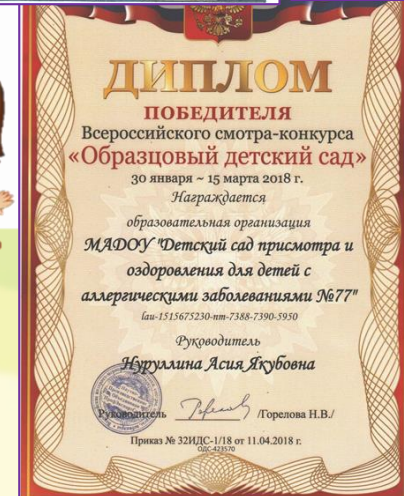 ДИПЛОМ
ПОБЕДИТЕЛЯ
Всероссийского смотра-конкурса
«Образцовый детский сад»
30 января ~ 15 марта 2018 г.
Награждается
образовательная организация
МАДОУ "Детский сад присмотра и
оздоровления для детей с
аллергическими заболеваниями №77"
lau-1515675230-nm-7388-7390-5950
Руководитель
Нуруллина Асия Якубовна
Руководитель /Горелова Н.В./
Приказ № 32ИДС-1/18 от 11.04.2018 г.
ОДС-423570